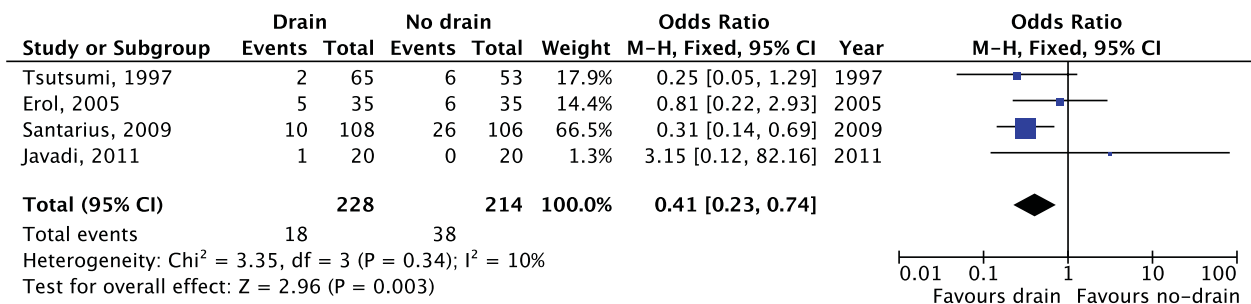 Drain No drain Odds Ratio Odds Ratio
Study or Subgroup Events Total Events Total Weight M-H, Fixed, 95% CI Year M-H, Fixed, 95% CI
Tsutsumi, 1997 2 65 6 53 17.9% 0.25 [0.05, 1.29] 1997
Erol, 2005 5 35 6 35 14.4% 0.81 [0.22, 2.93] 2005
Santarius, 2009 10 108 26 106 66.5% 0.31 [0.14, 0.69] 2009
Javadi, 2011 1 20 0 20 1.3% 3.15 [0.12, 82.16] 2011
Total (95% CI) 228 214 100.0% 0.41 [0.23, 0.74]
Total events 18 38
Heterogeneity: Chi² = 3.35, df = 3 (P = 0.34); I² = 10%
Test for overall effect: Z = 2.96 (P = 0.003)
0.01 0.1 1 10 100
Favours drain Favours no-drain